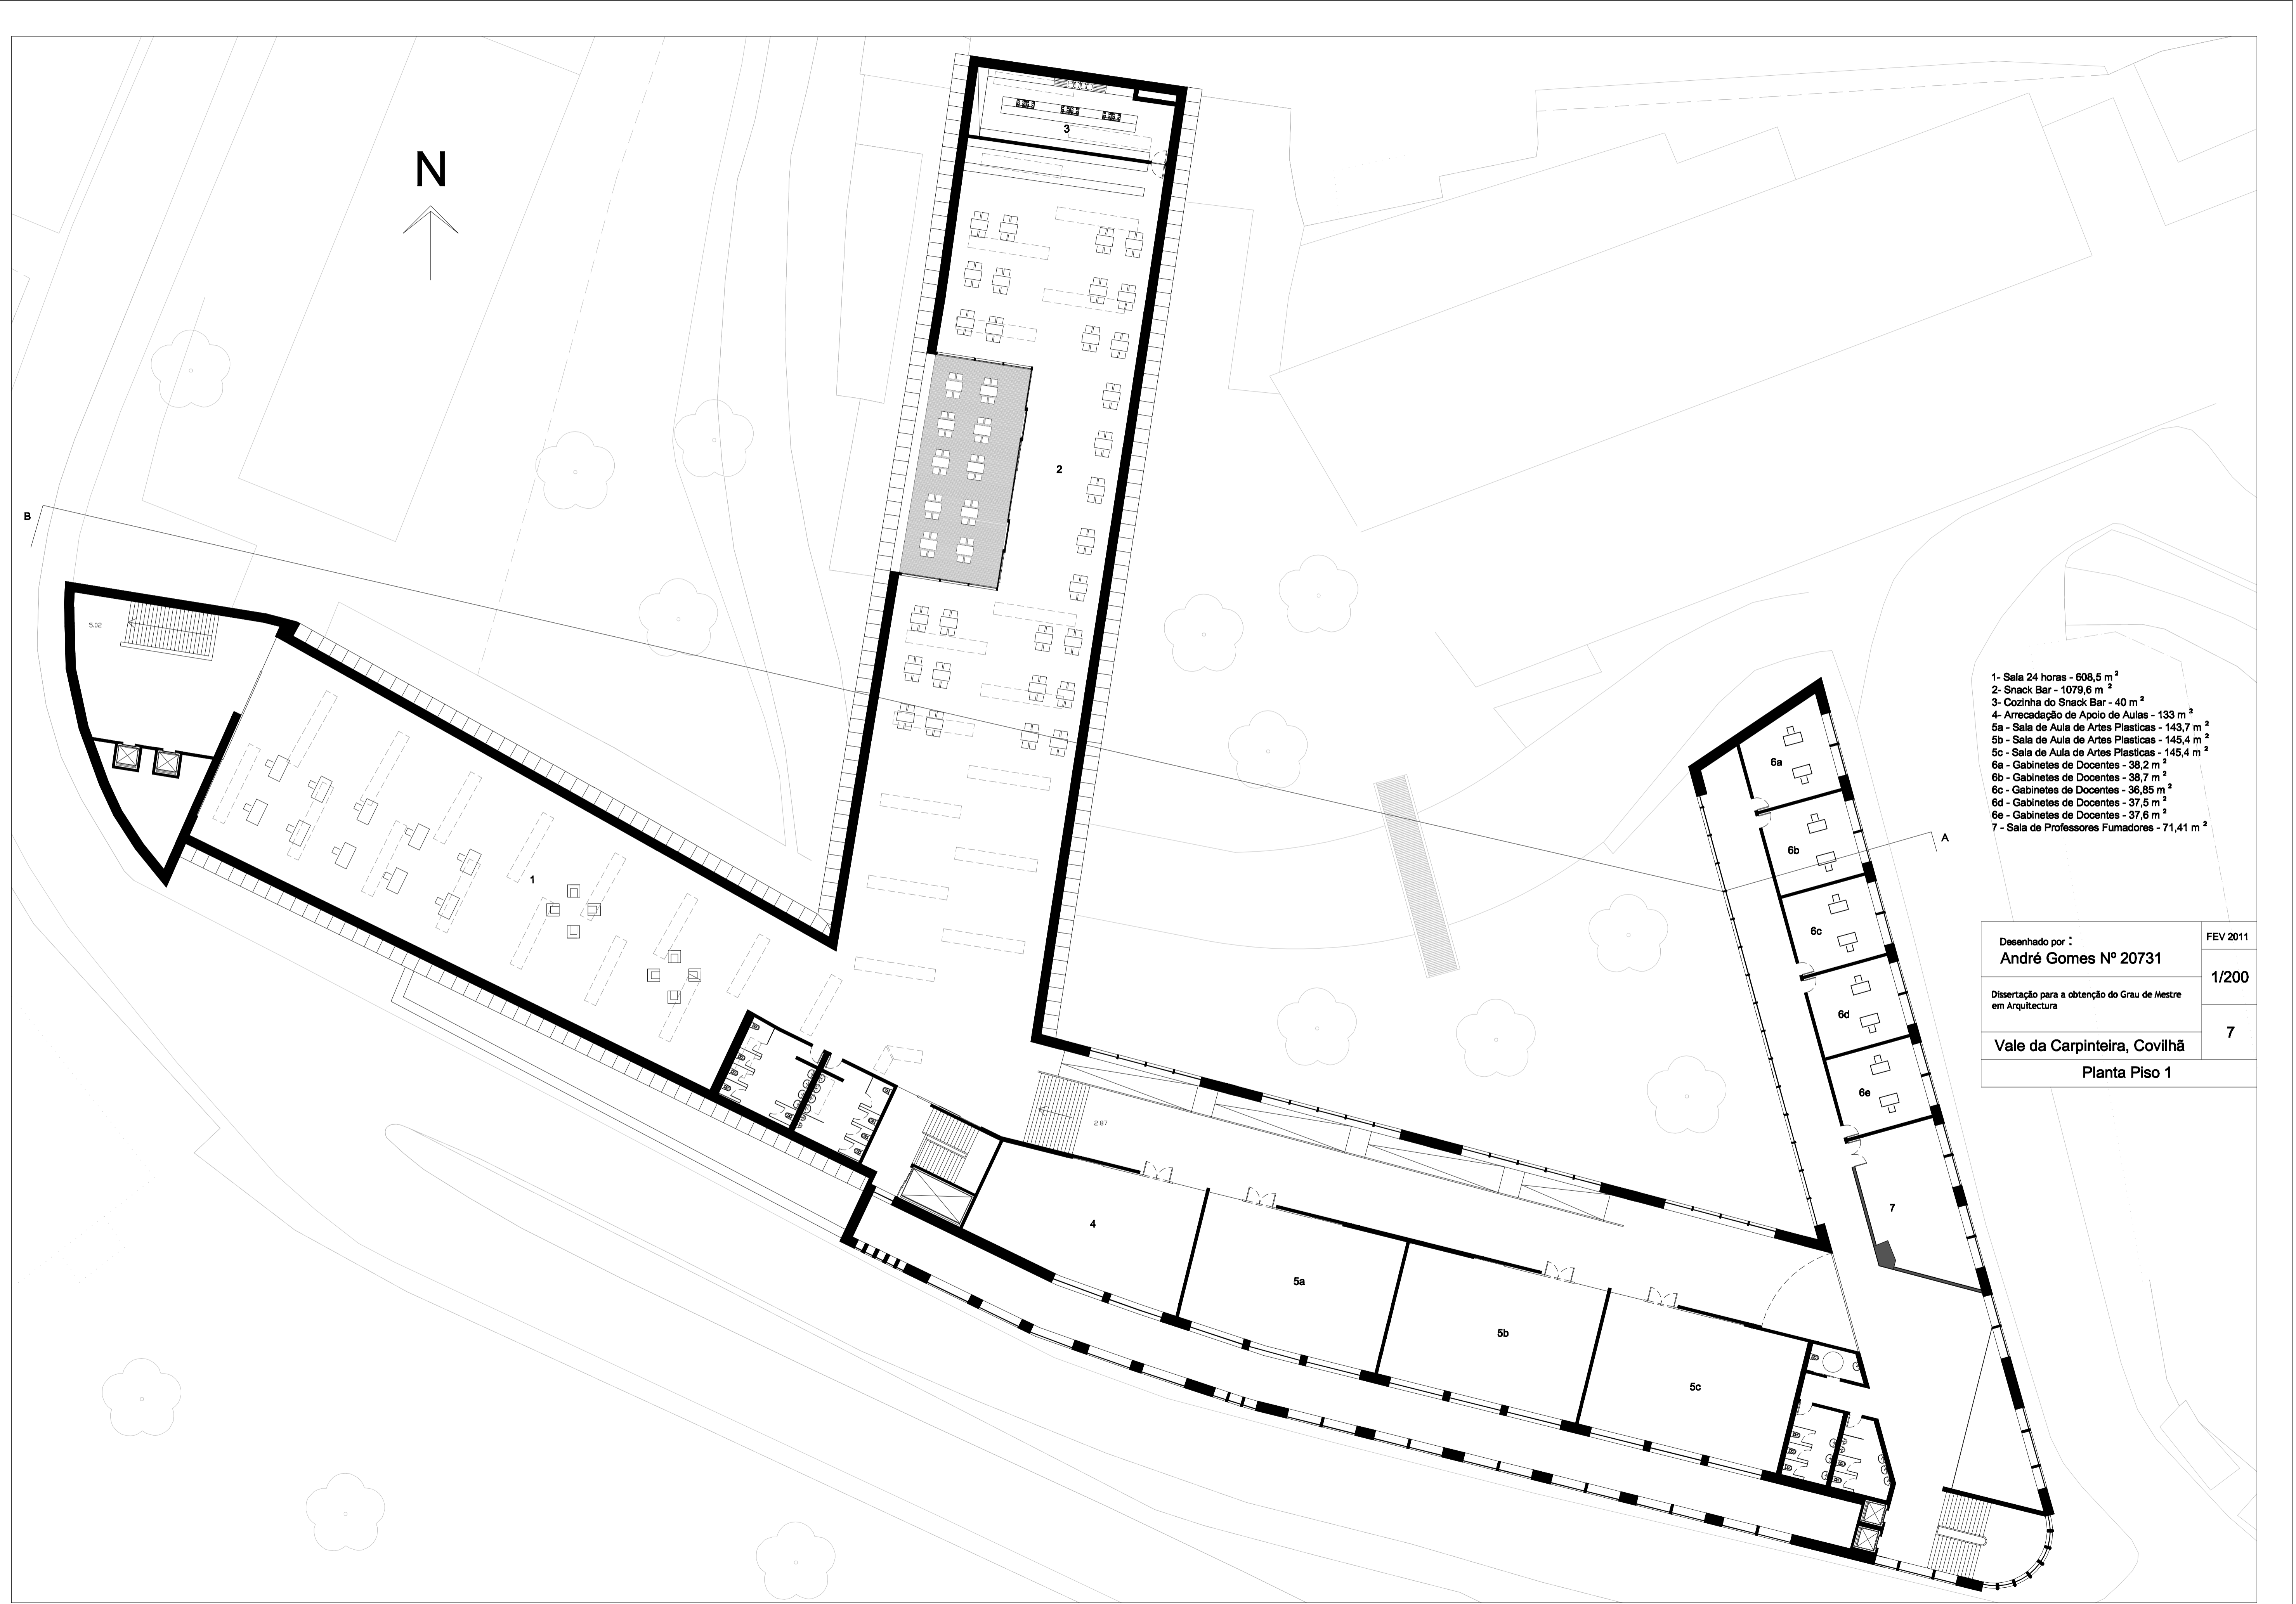 N
3
2
B
5.02
1
2.87
4
5a
5b
5c
6a
6b
6c
6d
6e
7
A
1- Sala 24 horas - 608,5 m ²
2- Snack Bar - 1079,6 m ²
3- Cozinha do Snack Bar - 40 m ²
4- Arrecadação de Apoio de Aulas - 133 m ²
5a - Sala de Aula de Artes Plasticas - 143,7 m ²
5b - Sala de Aula de Artes Plasticas - 145,4 m ²
5c - Sala de Aula de Artes Plasticas - 145,4 m ²
6a - Gabinetes de Docentes - 38,2 m ²
6b - Gabinetes de Docentes - 38,7 m ²
6c - Gabinetes de Docentes - 36,85 m ²
6d - Gabinetes de Docentes - 37,5 m ²
6e - Gabinetes de Docentes - 37,6 m ²
7 - Sala de Professores Fumadores - 71,41 m ²
Desenhado por :
André Gomes Nº 20731
FEV 2011
1/200
Dissertação para a obtenção do Grau de Mestre
em Arquitectura
7
Vale da Carpinteira, Covilhã
Planta Piso 1